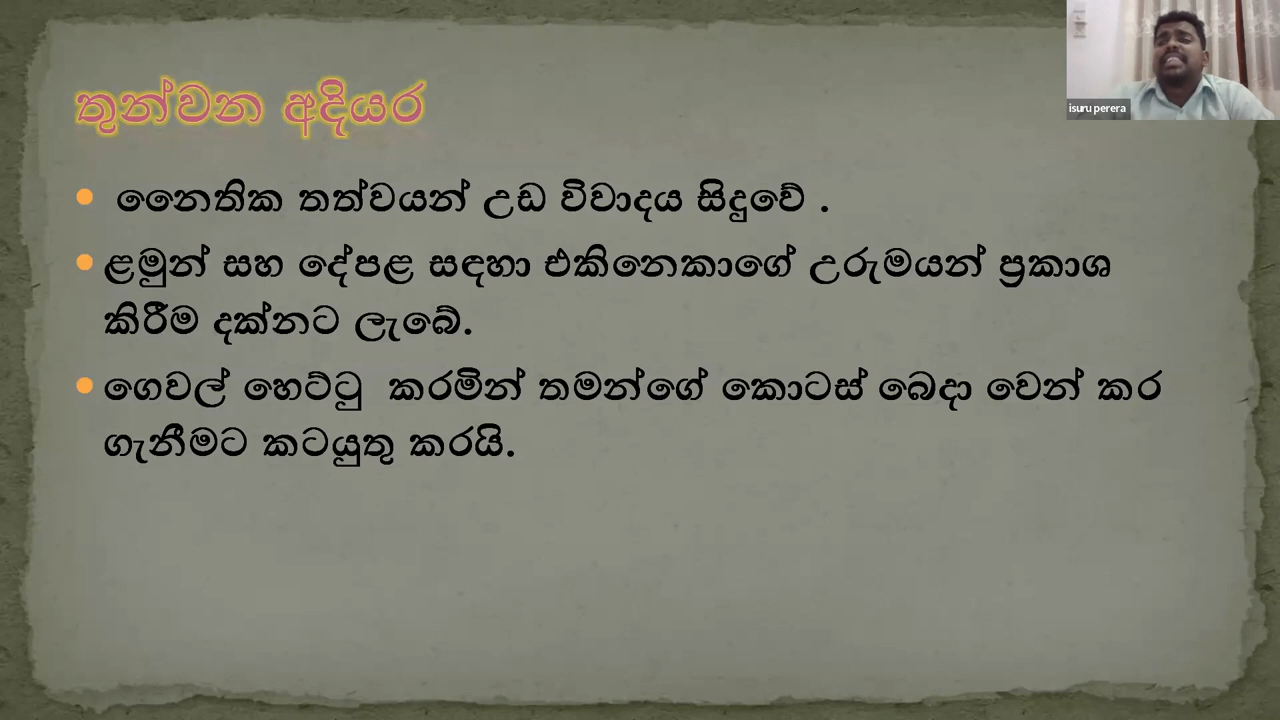 තුන්වන අදියර
isuru perera
• නෛතික තත්වයන් උඩ විවාදය සිදුවේ .
• ළමුන් සහ දේපළ සඳහා එකිනෙකාගේ උරුමයන් ප්‍රකාශ
කිරීම දක්නට ලැබේ.
• ගෙවල් හෙට්ටු කරමින් තමන්ගේ කොටස් බෙදා වෙන් කර
ගැනීමට කටයුතු කරයි.